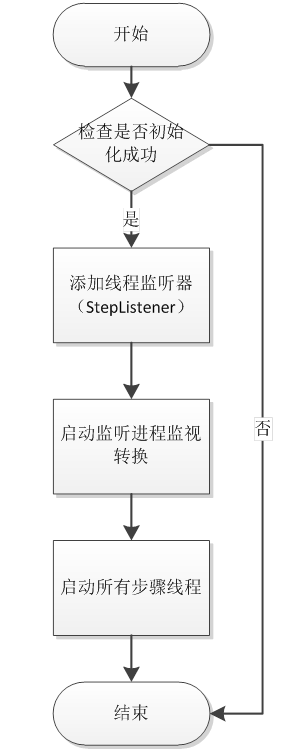 开始
检查是否初始
化成功
是
添加线程监听器
（StepListener）
启动监听进程监视
转换
否
启动所有步骤线程
结束